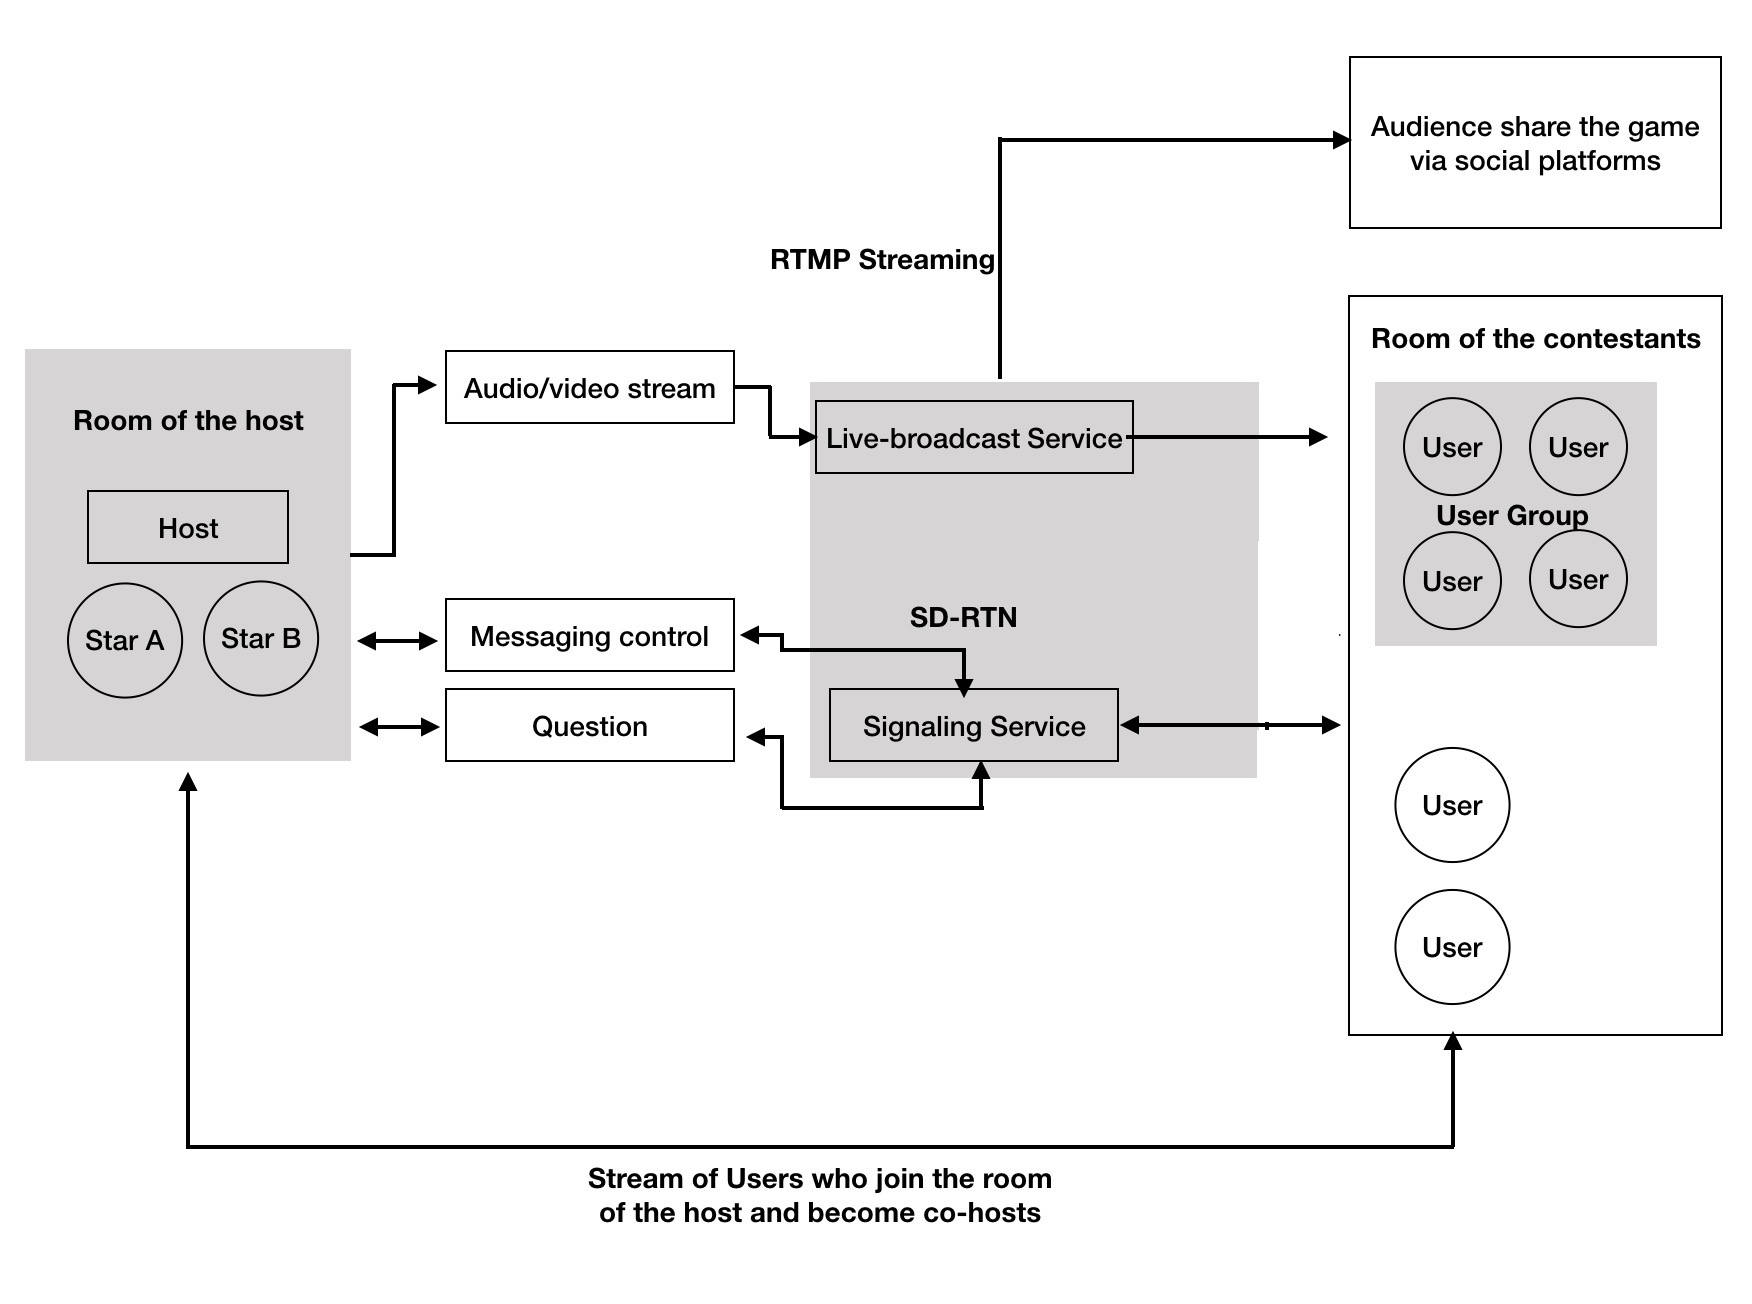 Audience share the game
via social platforms
RTMP Streaming
Room of the contestants
Room of the host
Audio/video stream
Live-broadcast Service
User
User
User Group
User
User
Host
Star A
Star B
Messaging control
SD-RTN
Question
Signaling Service
User
User
Stream of Users who join the room
of the host and become co-hosts